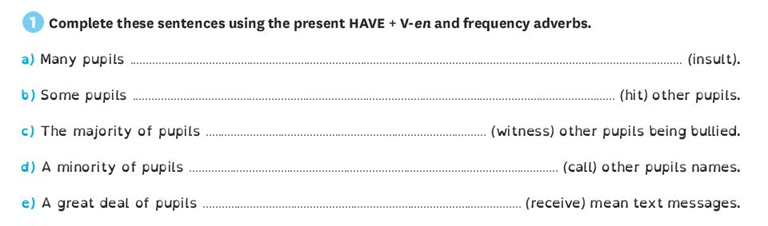 1 Complete these sentences using the present HAVE + V-en and frequency adverbs.
a) Many pupils ........................ (insult).
b) Some pupils ........................ (hit) other pupils.
c) The majority of pupils ........................ (witness) other pupils being bullied.
d) A minority of pupils ........................ (call) other pupils names.
e) A great deal of pupils ........................ (receive) mean text messages.